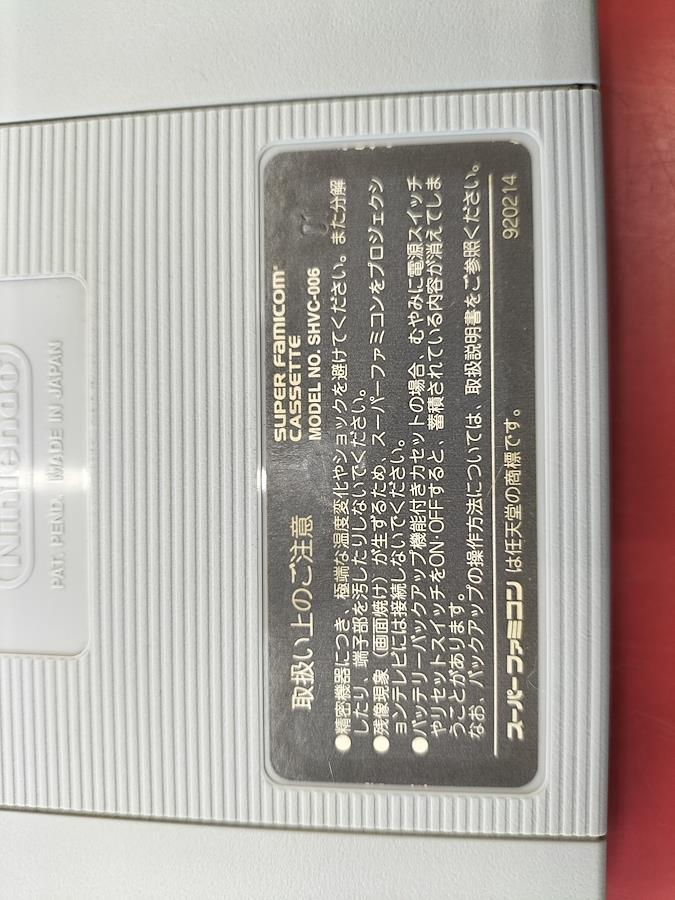 Nintendo
PAT. PEND. MADE IN JAPAN
取扱い上のご注意
SUPER FAMICOM
CASSETTE
MODEL NO. SHVC-006
●精密機器につき、極端な温度変化やショックを避けてください。また分解
したり、端子部を汚したりしないでください。
●残像現象（画面焼け）が生ずるため、スーパーファミコンをプロジェクシ
ョンテレビには接続しないでください。
●バッテリーバックアップ機能付きカセットの場合、むやみに電源スイッチ
やリセットスイッチをON・OFFすると、蓄積されている内容が消えてしま
うことがあります。
なお、バックアップの操作方法については、取扱説明書をご参照ください。
スーパーファミコン は任天堂の商標です。
920214